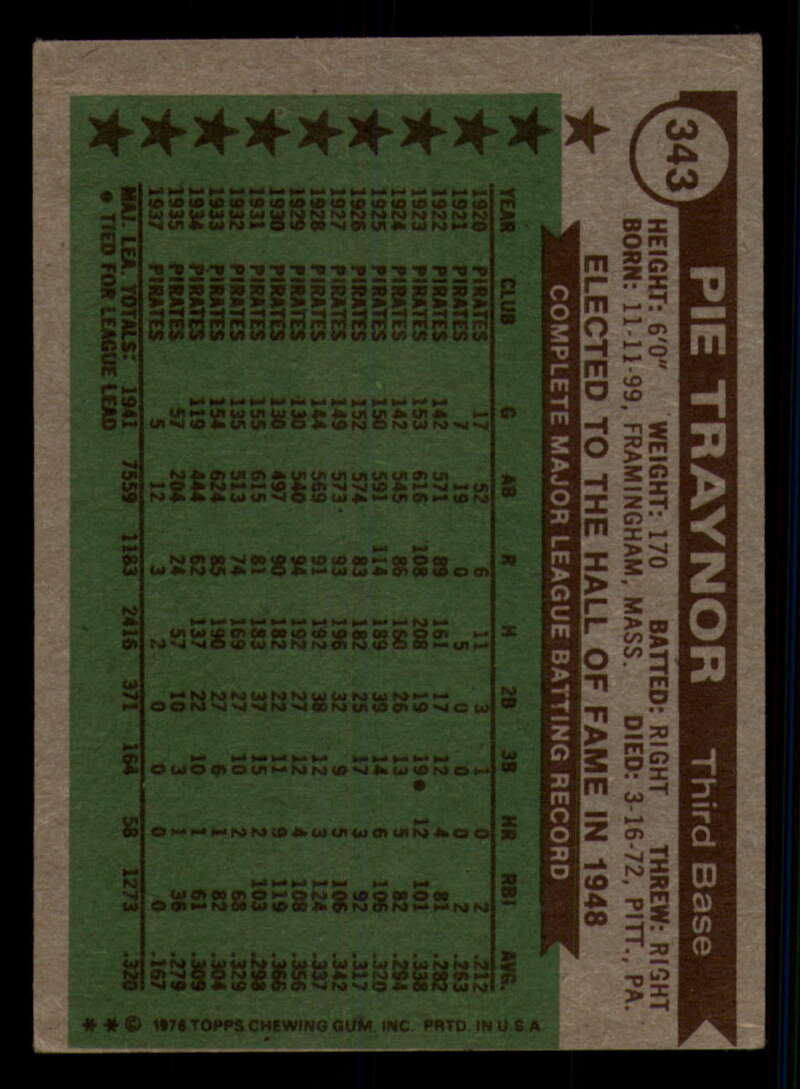 343
PIE TRAYNOR Third Base
HEIGHT: 6'0" WEIGHT: 170 BATTED: RIGHT THREW: RIGHT
BORN: 11-11-99, FRAMINGHAM, MASS. DIED: 3-16-72, PITT., PA.
ELECTED TO THE HALL OF FAME IN 1948
COMPLETE MAJOR LEAGUE BATTING RECORD
YEAR CLUB G AB R H 2B 3B HR RBI AVG.
1920 PIRATES 17 52 6 11 3 1 0 2 .212
1921 PIRATES 7 19 0 5 0 0 0 2 .263
1922 PIRATES 142 571 89 161 17 12 4 81 .282
1923 PIRATES 153 616 108 208 19 19• 12 101 .338
1924 PIRATES 142 545 86 160 26 13 5 82 .294
1925 PIRATES 150 591 114 189 39 14 6 106 .320
1926 PIRATES 152 574 83 182 25 17 3 92 .317
1927 PIRATES 149 573 93 196 32 9 5 106 .342
1928 PIRATES 144 569 91 192 38 12 3 124 .337
1929 PIRATES 130 540 94 192 27 12 4 108 .356
1930 PIRATES 130 497 90 182 22 11 9 119 .366
1931 PIRATES 155 615 81 183 37 15 2 103 .298
1932 PIRATES 135 513 74 169 27 10 2 68 .329
1933 PIRATES 154 624 85 190 27 6 1 82 .304
1934 PIRATES 119 444 62 137 22 10 1 61 .309
1935 PIRATES 57 204 24 57 10 3 1 36 .279
1937 PIRATES 5 12 3 2 0 0 0 0 .167
MAJ. LEA. TOTALS: 1941 7559 1183 2416 371 164 58 1273 .320
• TIED FOR LEAGUE LEAD
* * © 1976 TOPPS CHEWING GUM, INC. PRTD. IN U.S.A.